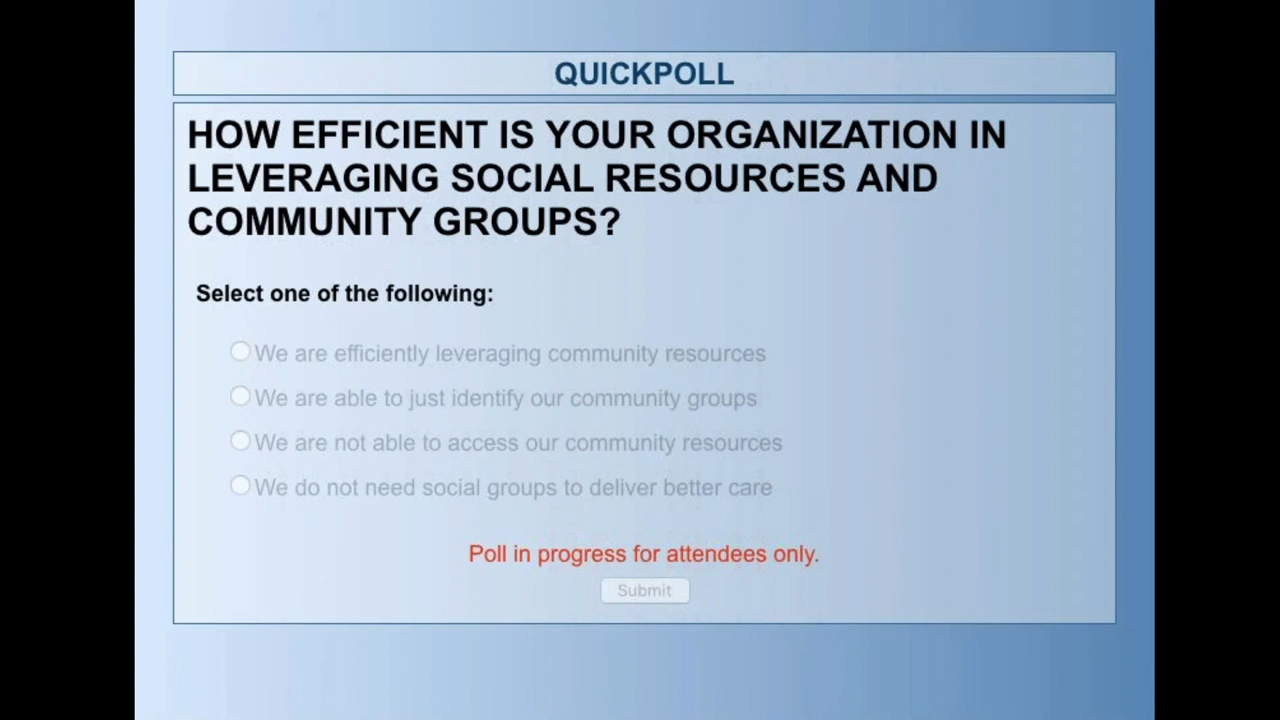 QUICKPOLL
HOW EFFICIENT IS YOUR ORGANIZATION IN
LEVERAGING SOCIAL RESOURCES AND
COMMUNITY GROUPS?
Select one of the following:
We are efficiently leveraging community resources
We are able to just identify our community groups
We are not able to access our community resources
We do not need social groups to deliver better care
Poll in progress for attendees only.
Submit